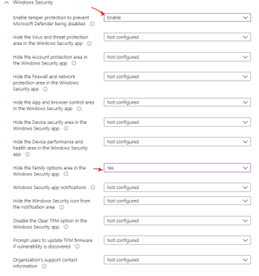 Windows Security
Enable tamper protection to prevent
Microsoft Defender being disabled
Enable
Hide the Virus and threat protection
area in the Windows Security app
Not configured
Hide the Account protection area in
the Windows Security app
Not configured
Hide the Firewall and network
protection area in the Windows
Security app
Not configured
Hide the App and browser control area
in the Windows Security app
Not configured
Hide the Device security area in the
Windows Security app
Not configured
Hide the Device performance and
health area in the Windows Security
app
Not configured
Hide the Family options area in the
Windows Security app
Yes
Windows Security app notifications
Not configured
Hide the Windows Security icon from
the notification area
Not configured
Disable the Clear TPM option in the
Windows Security app
Not configured
Prompt users to update TPM firmware
if vulnerability is discovered
Not configured
Organization's support contact
information
Not configured